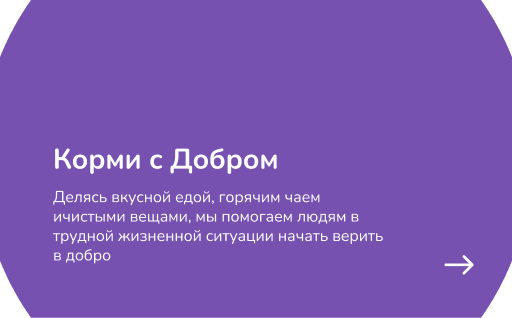 Корми с Добром
Делясь вкусной едой, горячим чаем
ичистыми вещами, мы помогаем людям в
трудной жизненной ситуации начать верить
в добро